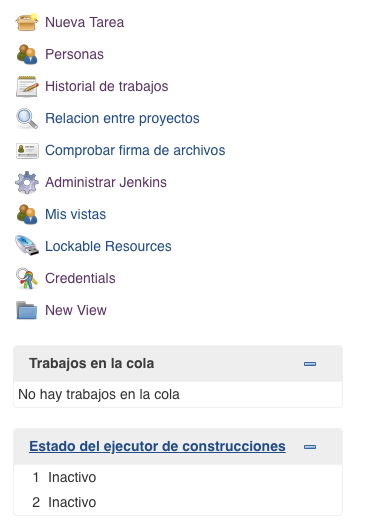 Nueva Tarea
Personas
Historial de trabajos
Relacion entre proyectos
Comprobar firma de archivos
Administrar Jenkins
Mis vistas
Lockable Resources
Credentials
New View
Trabajos en la cola
No hay trabajos en la cola
Estado del ejecutor de construcciones
1 Inactivo
2 Inactivo